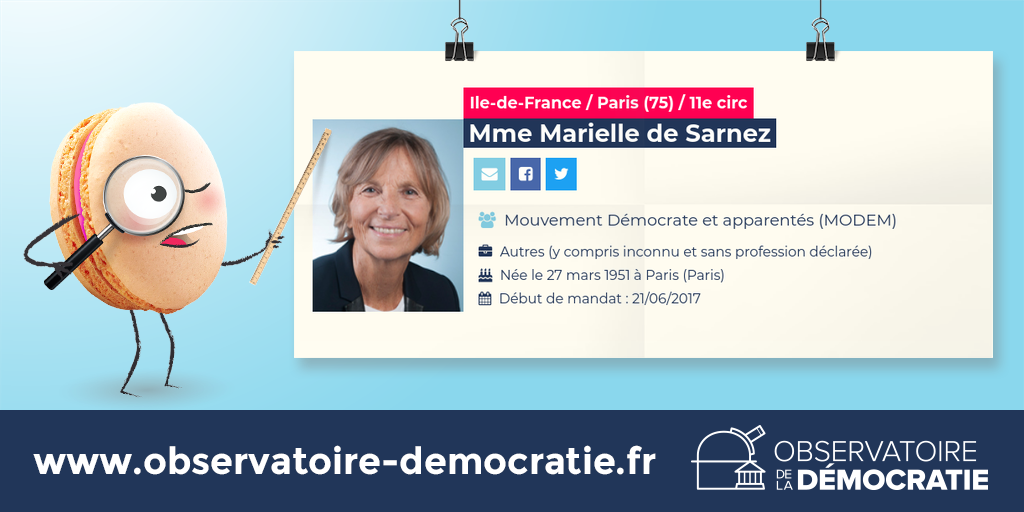 Ile-de-France / Paris (75) / 11e circ
Mme Marielle de Sarnez
Mouvement Démocrate et apparentés (MODEM)
Autres (y compris inconnu et sans profession déclarée)
Née le 27 mars 1951 à Paris (Paris)
Début de mandat : 21/06/2017
www.observatoire-democratie.fr
OBSERVATOIRE
DE LA DÉMOCRATIE